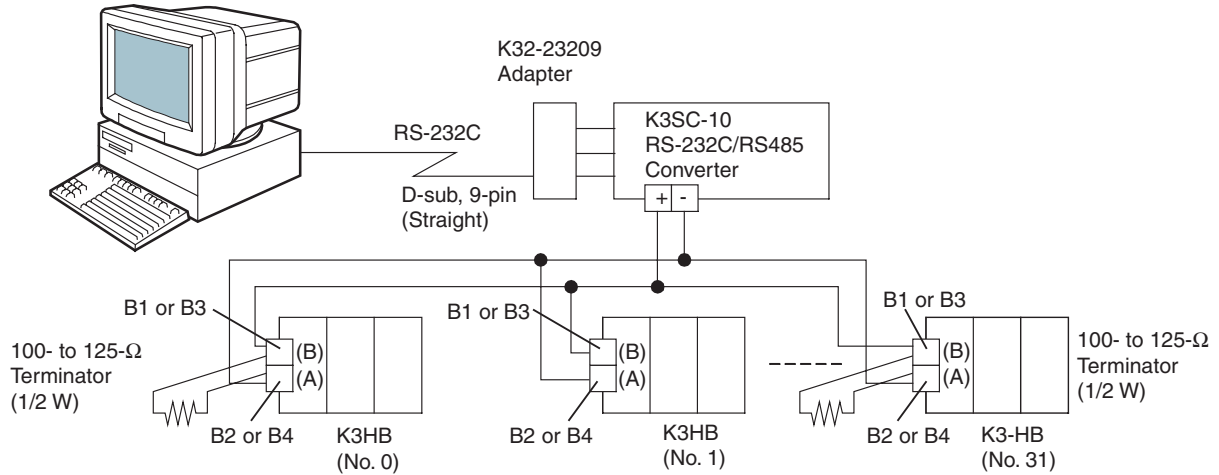 K32-23209
Adapter
K3SC-10
RS-232C/RS485
Converter
+ -
RS-232C
D-sub, 9-pin
(Straight)
B1 or B3
(B)
(A)
100- to 125-Ω
Terminator
(1/2 W)
B2 or B4
K3HB
(No. 0)
B1 or B3
(B)
(A)
B2 or B4
K3HB
(No. 1)
B1 or B3
(B)
(A)
100- to 125-Ω
Terminator
(1/2 W)
B2 or B4
K3-HB
(No. 31)